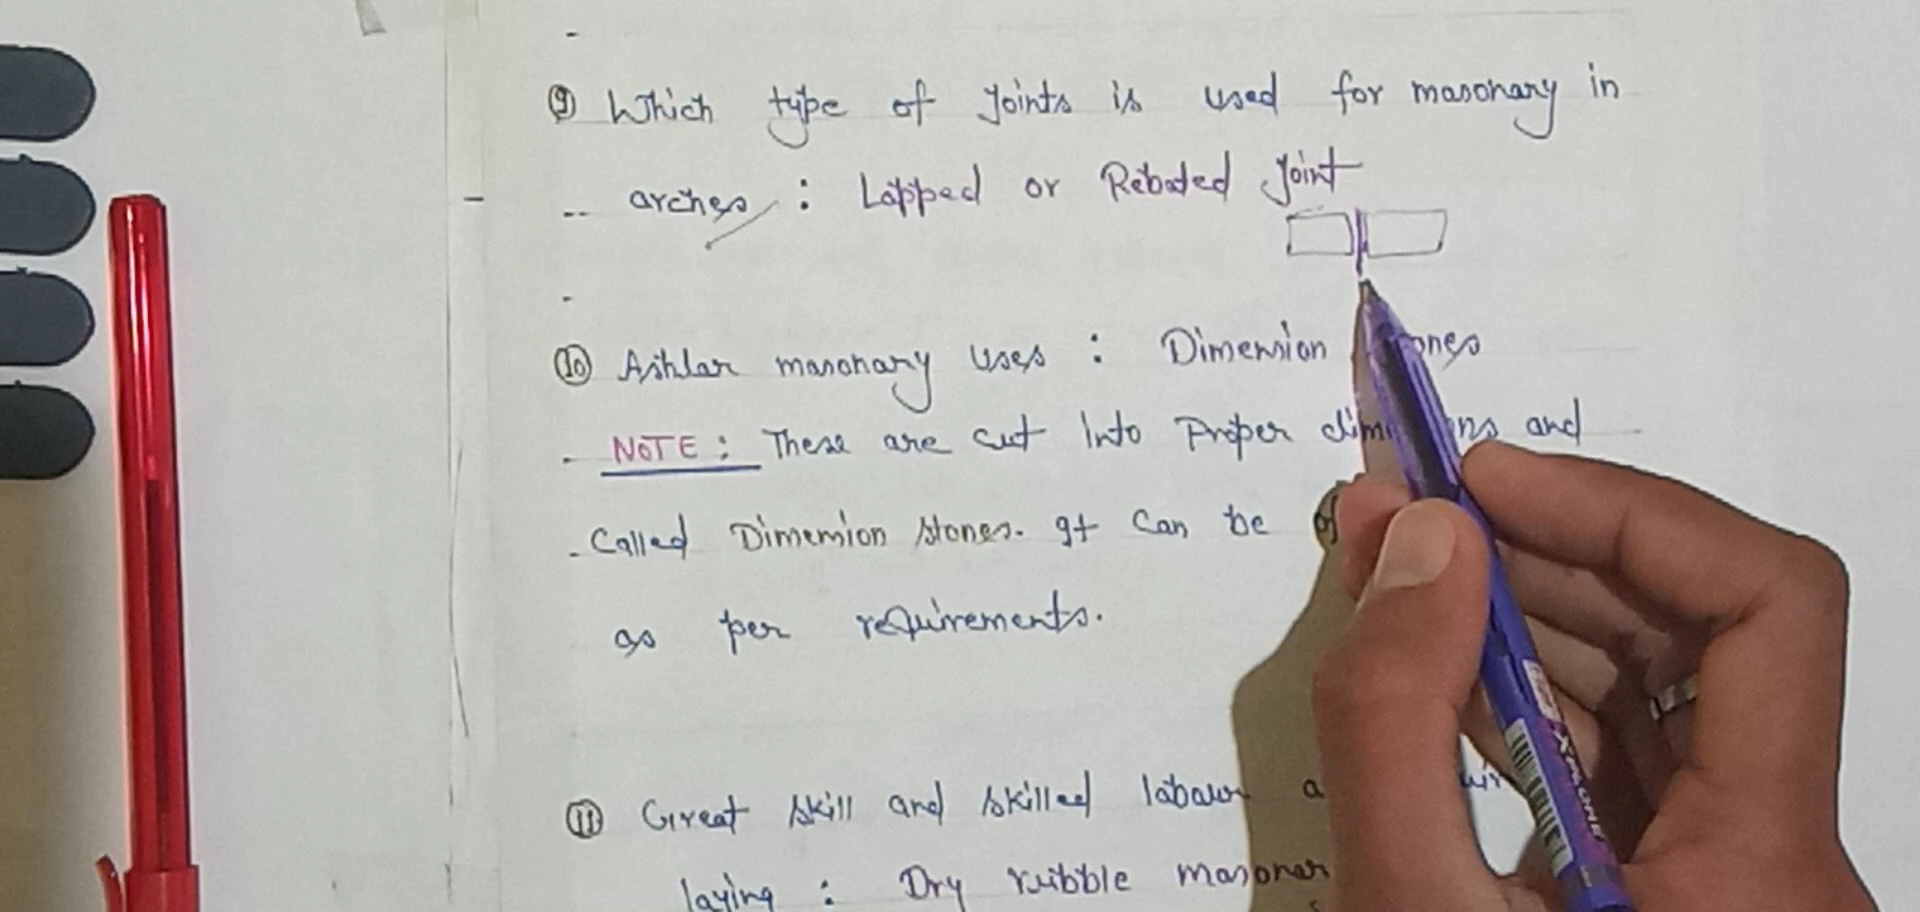 9 Which type of Joints is used for masonary in
arches : Lapped or Rebated Joint
10 Ashlar masonary uses : Dimension
NOTE : These are cut Into Proper and
Called Dimension stones. It Can be
as per requirements.
11 Great skill and skilled labour
laying : Dry rubble
XPLORE